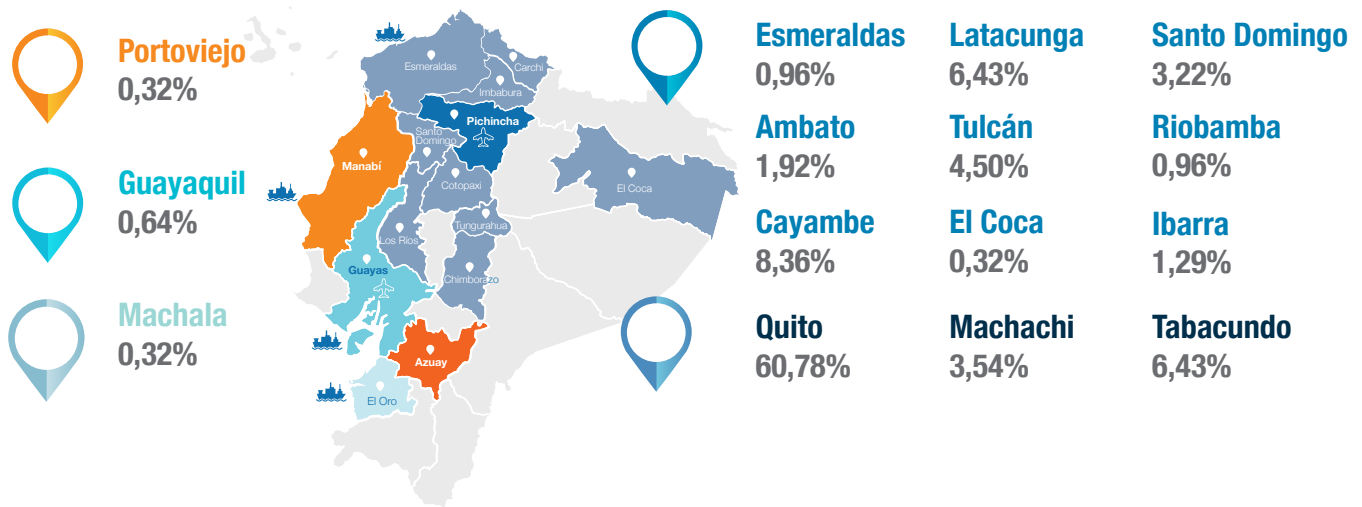 Portoviejo
0,32%
Guayaquil
0,64%
Machala
0,32%
Esmeraldas
Carchi
Imbabura
Pichincha
Santo
Domingo
Manabí
Cotopaxi
El Coca
Tungurahua
Los Ríos
Guayas
Chimborazo
Azuay
El Oro
Esmeraldas
0,96%
Latacunga
6,43%
Santo Domingo
3,22%
Ambato
1,92%
Tulcán
4,50%
Riobamba
0,96%
Cayambe
8,36%
El Coca
0,32%
Ibarra
1,29%
Quito
60,78%
Machachi
3,54%
Tabacundo
6,43%